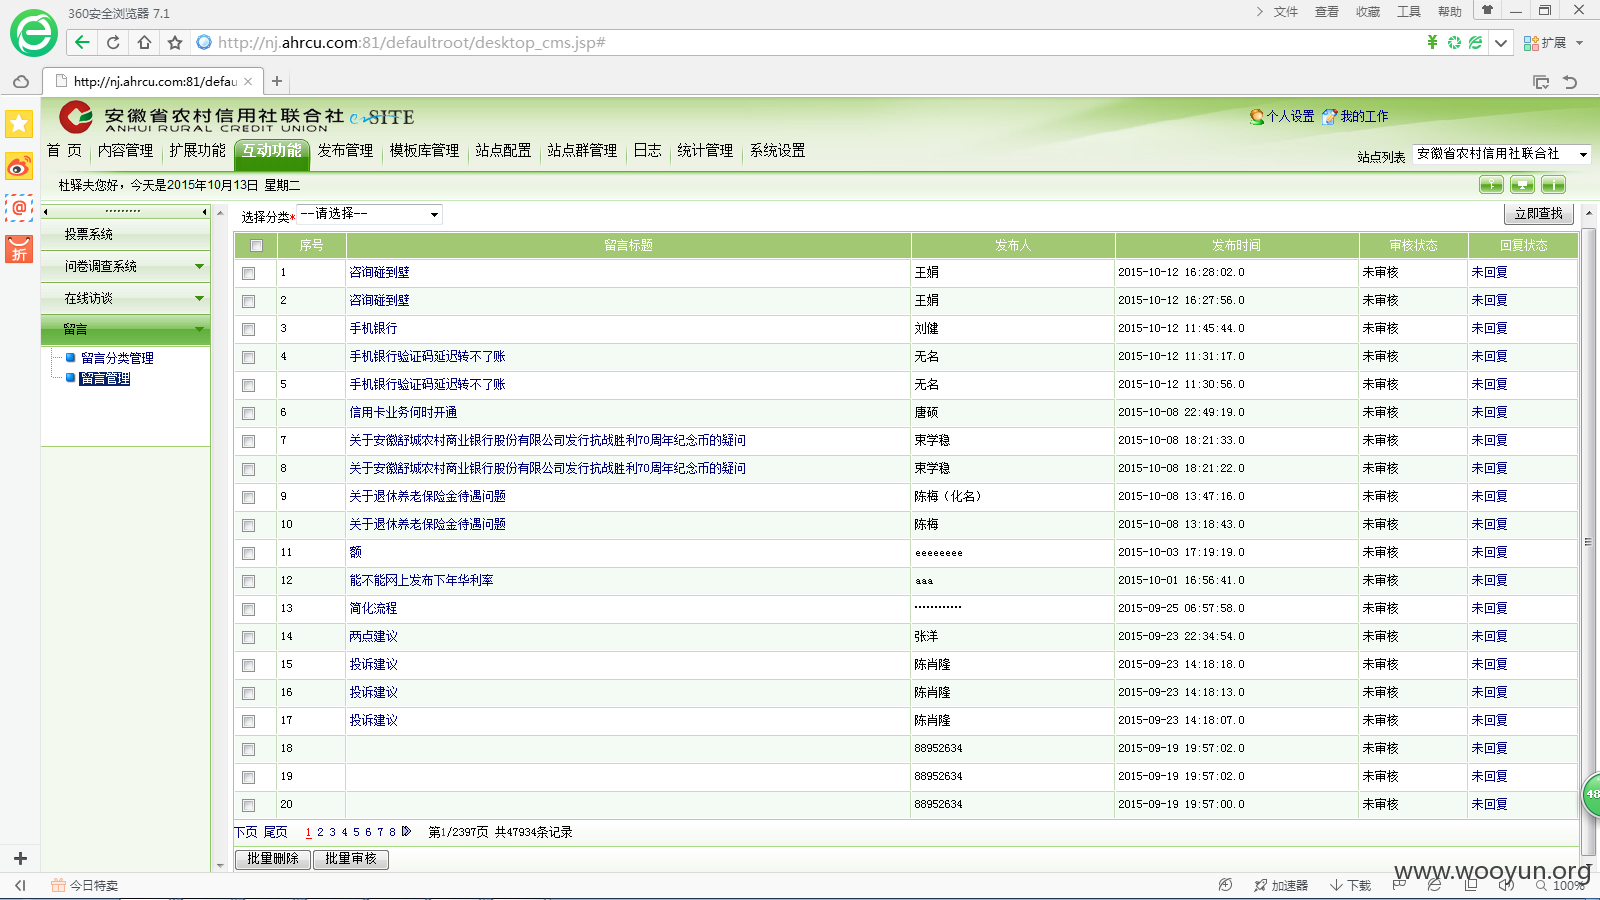 360安全浏览器 7.1
文件 查看 收藏 工具 帮助
http://nj.ahrcu.com:81/defaultroot/desktop_cms.jsp#
扩展
http://nj.ahrcu.com:81/defau
安徽省农村信用社联合社 e-SITE
ANHUI RURAL CREDIT UNION
个人设置 我的工作
首 页 内容管理 扩展功能 互动功能 发布管理 模板库管理 站点配置 站点群管理 日志 统计管理 系统设置
站点列表 安徽省农村信用社联合社
杜驿夫您好，今天是2015年10月13日 星期二
投票系统
问卷调查系统
在线访谈
留言
留言分类管理
留言管理
选择分类* --请选择-- 立即查找
序号 留言标题 发布人 发布时间 审核状态 回复状态
1 咨询碰到壁 王娟 2015-10-12 16:28:02.0 未审核 未回复
2 咨询碰到壁 王娟 2015-10-12 16:27:56.0 未审核 未回复
3 手机银行 刘健 2015-10-12 11:45:44.0 未审核 未回复
4 手机银行验证码延迟转不了账 无名 2015-10-12 11:31:17.0 未审核 未回复
5 手机银行验证码延迟转不了账 无名 2015-10-12 11:30:56.0 未审核 未回复
6 信用卡业务何时开通 唐硕 2015-10-08 22:49:19.0 未审核 未回复
7 关于安徽舒城农村商业银行股份有限公司发行抗战胜利70周年纪念币的疑问 束学稳 2015-10-08 18:21:33.0 未审核 未回复
8 关于安徽舒城农村商业银行股份有限公司发行抗战胜利70周年纪念币的疑问 束学稳 2015-10-08 18:21:22.0 未审核 未回复
9 关于退休养老保险金待遇问题 陈梅（化名） 2015-10-08 13:47:16.0 未审核 未回复
10 关于退休养老保险金待遇问题 陈梅 2015-10-08 13:18:43.0 未审核 未回复
11 额 eeeeeeee 2015-10-03 17:19:19.0 未审核 未回复
12 能不能网上发布下年华利率 aaa 2015-10-01 16:56:41.0 未审核 未回复
13 简化流程 ············ 2015-09-25 06:57:58.0 未审核 未回复
14 两点建议 张洋 2015-09-23 22:34:54.0 未审核 未回复
15 投诉建议 陈肖隆 2015-09-23 14:18:18.0 未审核 未回复
16 投诉建议 陈肖隆 2015-09-23 14:18:13.0 未审核 未回复
17 投诉建议 陈肖隆 2015-09-23 14:18:07.0 未审核 未回复
18 88952634 2015-09-19 19:57:02.0 未审核 未回复
19 88952634 2015-09-19 19:57:02.0 未审核 未回复
20 88952634 2015-09-19 19:57:00.0 未审核 未回复
下页 尾页 1 2 3 4 5 6 7 8 第1/2397页 共47934条记录
批量删除 批量审核
折
48
今日特卖
加速器 下载 100%
www.wooyun.org